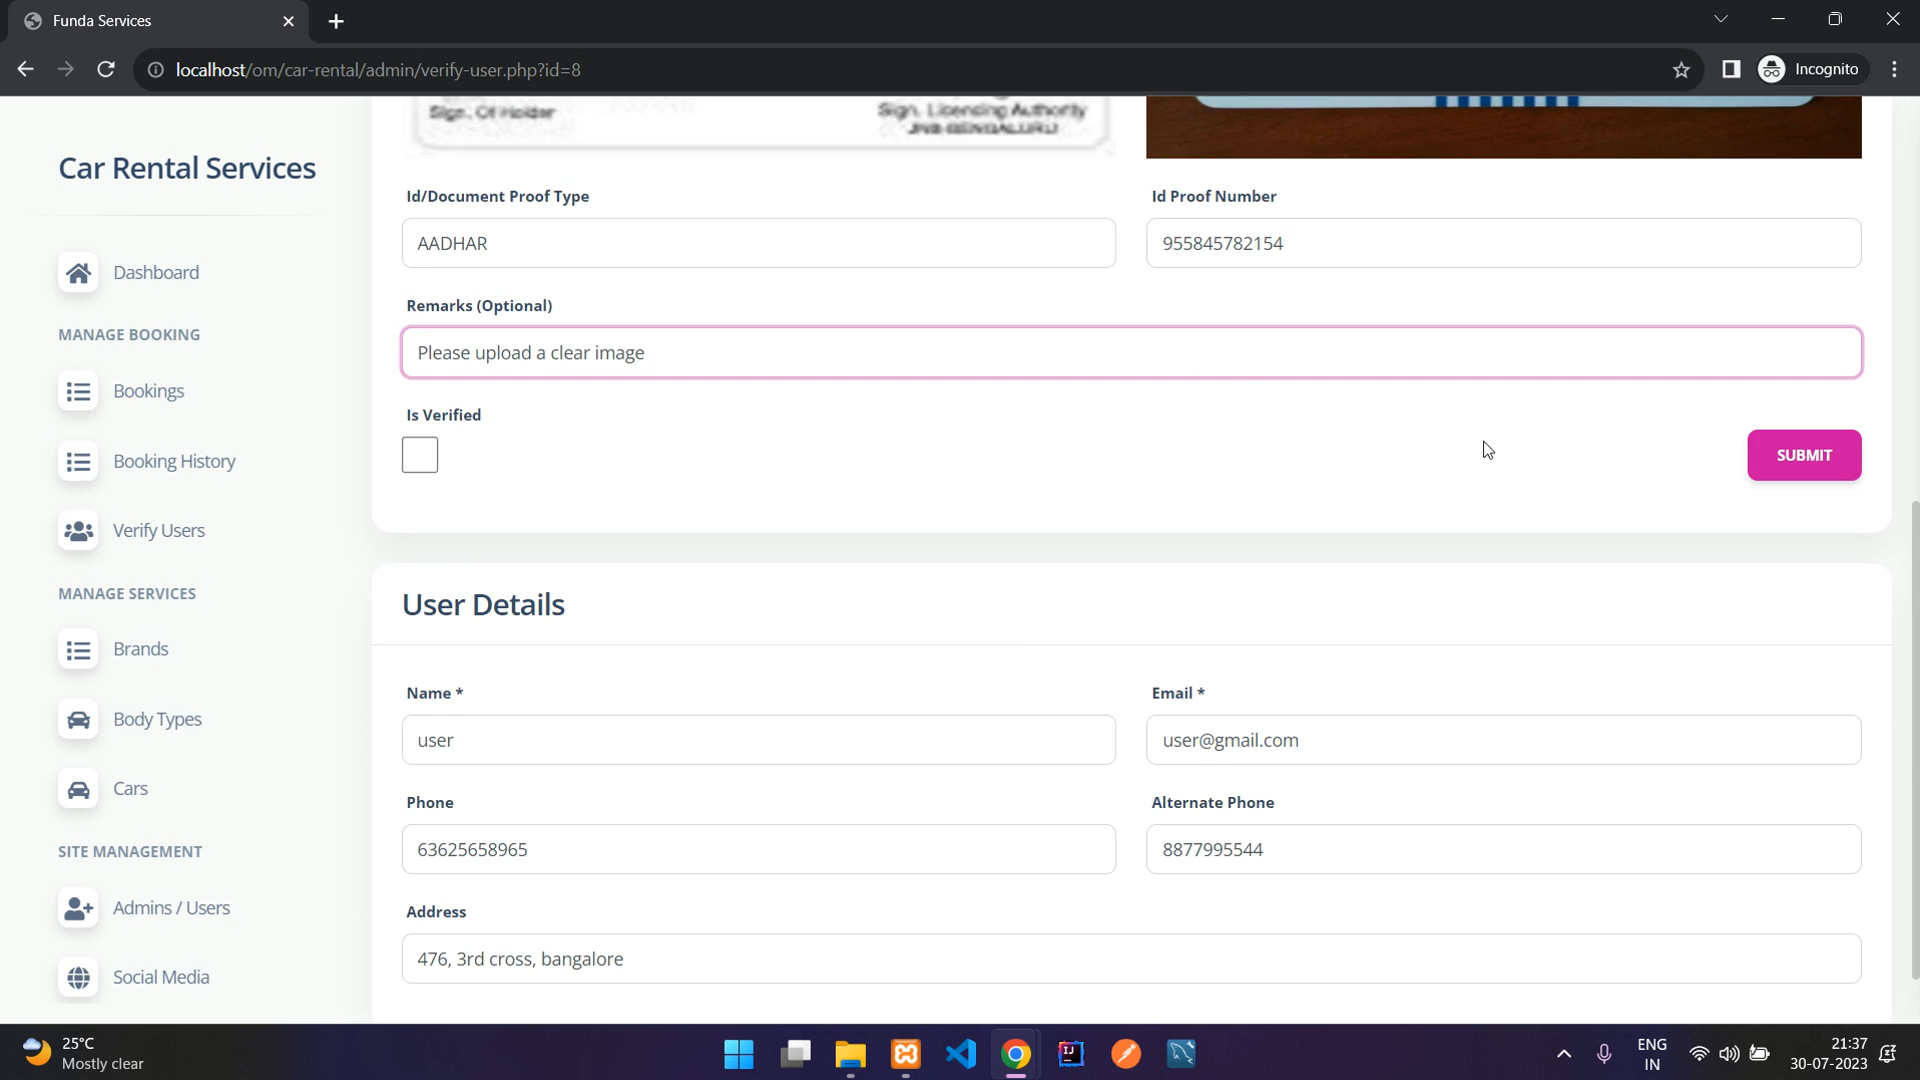 Funda Services
localhost/om/car-rental/admin/verify-user.php?id=8
Incognito
Sign. Of Holder
Sign. Licensing Authority
JNB-BENGALURU
Car Rental Services
Dashboard
MANAGE BOOKING
Bookings
Booking History
Verify Users
MANAGE SERVICES
Brands
Body Types
Cars
SITE MANAGEMENT
Admins / Users
Social Media
Id/Document Proof Type
Id Proof Number
AADHAR
955845782154
Remarks (Optional)
Please upload a clear image
Is Verified
SUBMIT
User Details
Name *
Email *
user
user@gmail.com
Phone
Alternate Phone
63625658965
8877995544
Address
476, 3rd cross, bangalore
25°C
Mostly clear
IJ
ENG
IN
21:37
30-07-2023